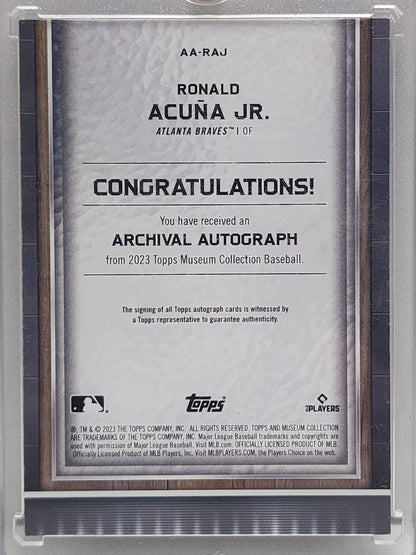 AA-RAJ
RONALD
ACUÑA JR.
ATLANTA BRAVES™ | OF
CONGRATULATIONS!
You have received an
ARCHIVAL AUTOGRAPH
from 2023 Topps Museum Collection Baseball.
The signing of all Topps autograph cards is witnessed by
a Topps representative to guarantee authenticity.
Topps
MLB PLAYERS
®, TM & © 2023 THE TOPPS COMPANY, INC. ALL RIGHTS RESERVED. TOPPS AND MUSEUM COLLECTION
ARE TRADEMARKS OF THE TOPPS COMPANY, INC. Major League Baseball trademarks and copyrights are
used with permission of Major League Baseball. Visit MLB.com. OFFICIALLY LICENSED PRODUCT OF MLB
Officially Licensed Product of MLB Players, Inc. Visit MLBPLAYERS.com, the Players Choice on the web.